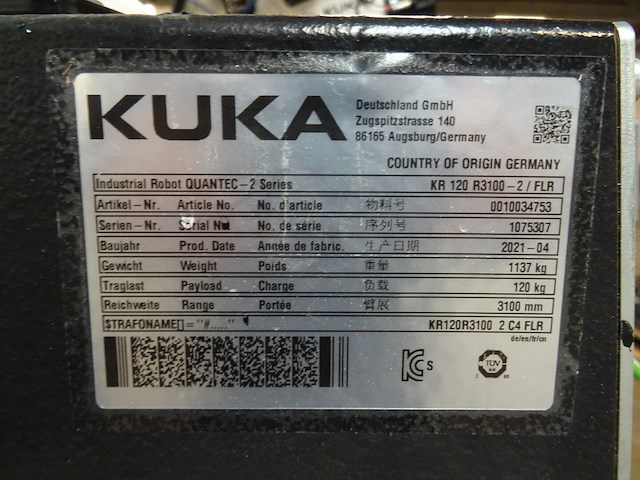 KUKA
Deutschland GmbH
Zugspitzstrasse 140
86165 Augsburg/Germany
COUNTRY OF ORIGIN GERMANY
Industrial Robot QUANTEC-2 Series KR 120 R3100-2 / FLR
Artikel-Nr. Article No. No. d'article 物料号 0010034753
Serien-Nr. Serial No. de série 序列号 1075307
Baujahr Prod. Date Année de fabric. 生产日期 2021-04
Gewicht Weight Poids 重量 1137 kg
Traglast Payload Charge 负载 120 kg
Reichweite Range Portée 臂展 3100 mm
$TRAFONAME[] = "#....." KR120R3100 2 C4 FLR
de/en/fr/cn
S
TÜV